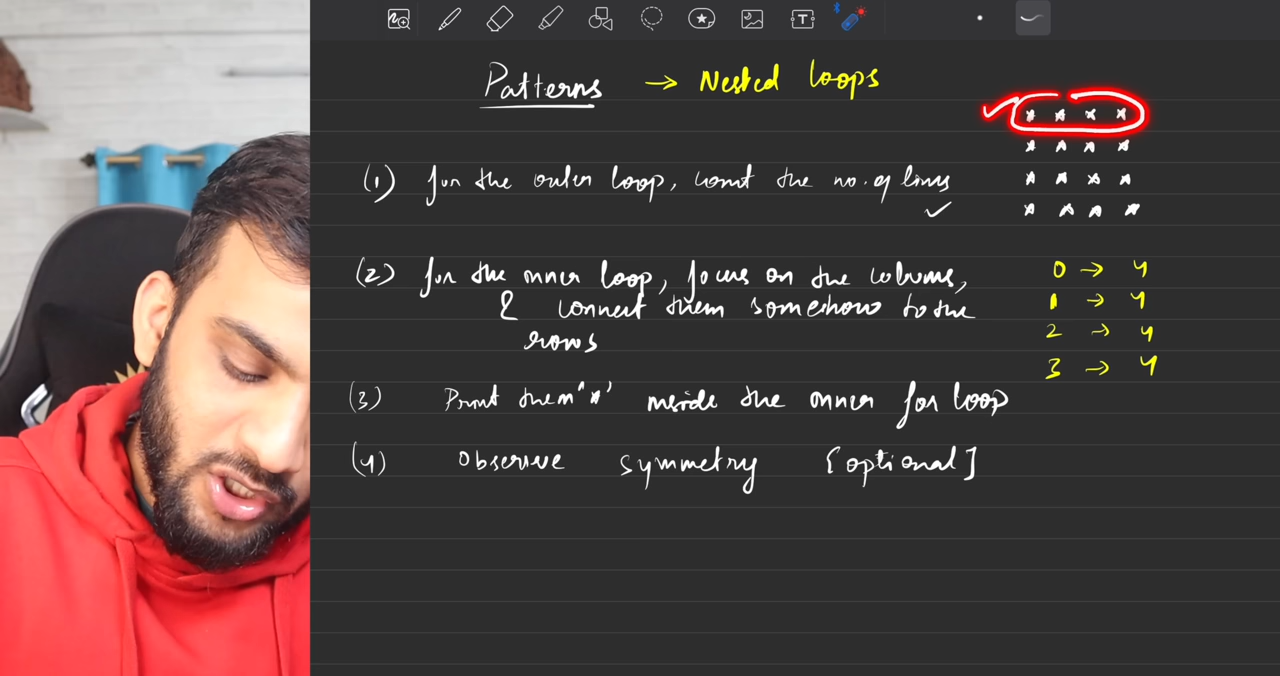 Patterns → Nested loops
* * * *
* * * *
* * * *
* * * *
(1) for the outer loop, count the no. of lines
(2) for the inner loop, focus on the columns,
& connect them somehow to the
rows
0 → 4
1 → 4
2 → 4
3 → 4
(3) Print them '*' inside the inner for loop
(4) Observe symmetry [optional]